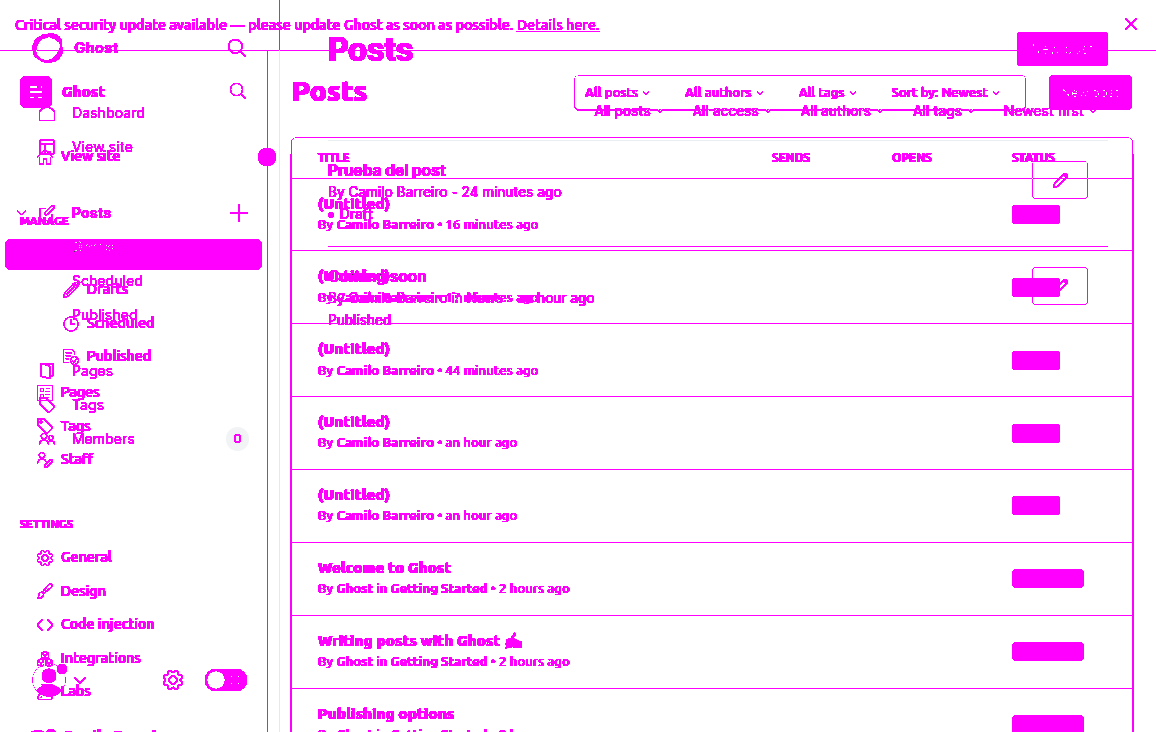 Critical security update available — please update Ghost as soon as possible. Details here.
Ghost
Posts
New post
Ghost
Posts
All posts
All authors
All tags
Sort by: Newest
New post
Dashboard
All posts
All access
All authors
All tags
Newest first
View site
View site
TITLE
SENDS
OPENS
STATUS
Prueba del post
By Camilo Barreiro - 24 minutes ago
• Draft
(Untitled)
By Camilo Barreiro • 16 minutes ago
Posts
MANAGE
Scheduled
Drafts
Coming soon
Published
Published
Scheduled
(Untitled)
By Camilo Barreiro • 44 minutes ago
Published
Pages
Pages
Tags
Tags
(Untitled)
By Camilo Barreiro • an hour ago
Members
0
Staff
(Untitled)
By Camilo Barreiro • an hour ago
SETTINGS
General
Welcome to Ghost
By Ghost in Getting Started • 2 hours ago
Design
Code injection
Writing posts with Ghost ✍️
By Ghost in Getting Started • 2 hours ago
Integrations
Labs
Publishing options